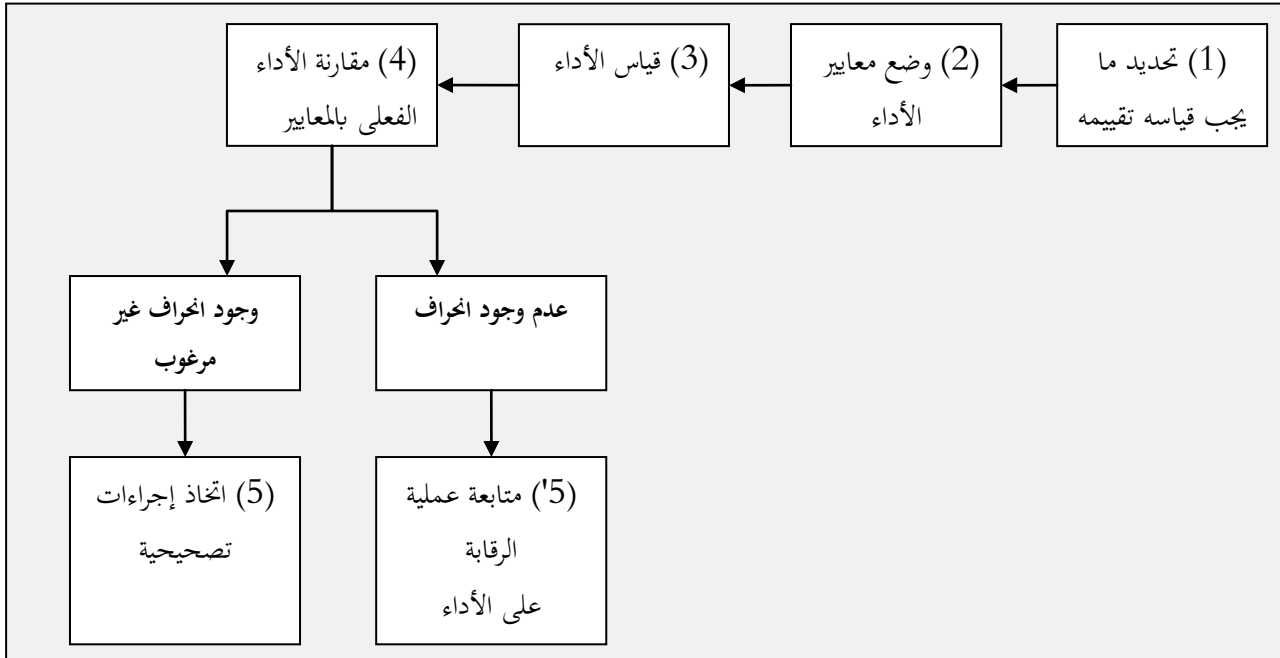 (1) تحديد ما
يجب قياسه تقييمه
(2) وضع معايير
الأداء
(3) قياس الأداء
(4) مقارنة الأداء
الفعلى بالمعايير
عدم وجود انحراف
وجود انحراف غير
مرغوب
(5') متابعة عملية
الرقابة
على الأداء
(5) اتخاذ إجراءات
تصحيحية